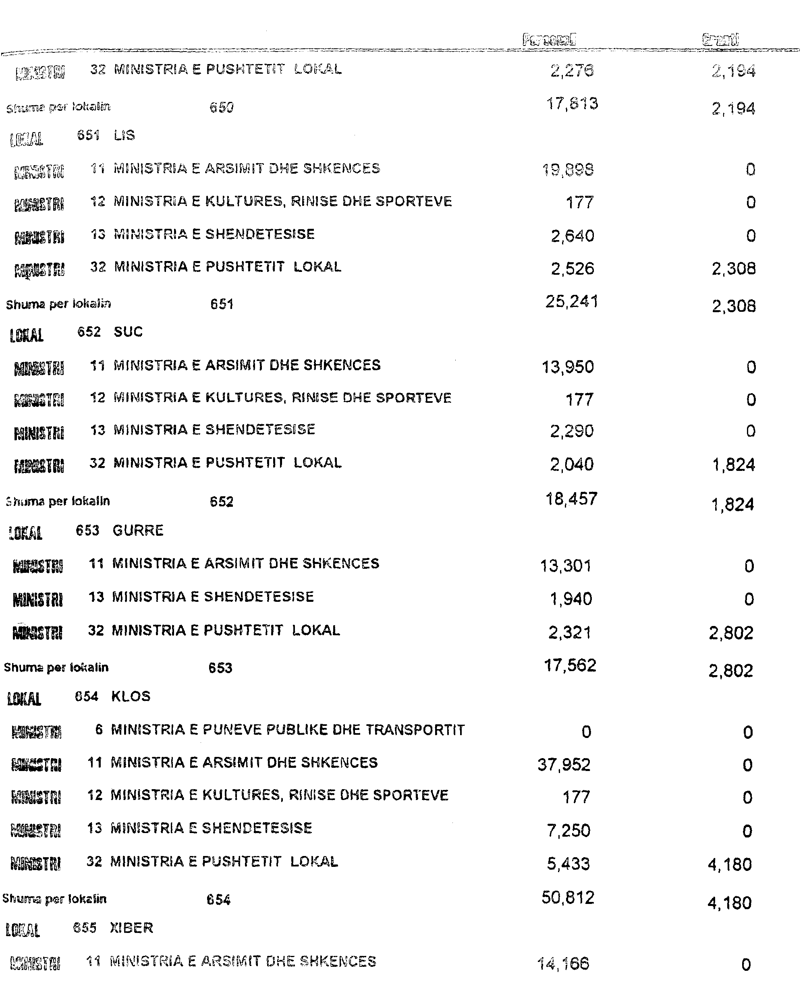 Personali Granti
MINISTRI 32 MINISTRIA E PUSHTETIT LOKAL 2,276 2,194
Shuma per lokalin 650 17,813 2,194
LOKAL 651 LIS
MINISTRI 11 MINISTRIA E ARSIMIT DHE SHKENCES 19,898 0
MINISTRI 12 MINISTRIA E KULTURES, RINISE DHE SPORTEVE 177 0
MINISTRI 13 MINISTRIA E SHENDETESISE 2,640 0
MINISTRI 32 MINISTRIA E PUSHTETIT LOKAL 2,526 2,308
Shuma per lokalin 651 25,241 2,308
LOKAL 652 SUC
MINISTRI 11 MINISTRIA E ARSIMIT DHE SHKENCES 13,950 0
MINISTRI 12 MINISTRIA E KULTURES, RINISE DHE SPORTEVE 177 0
MINISTRI 13 MINISTRIA E SHENDETESISE 2,290 0
MINISTRI 32 MINISTRIA E PUSHTETIT LOKAL 2,040 1,824
Shuma per lokalin 652 18,457 1,824
LOKAL 653 GURRE
MINISTRI 11 MINISTRIA E ARSIMIT DHE SHKENCES 13,301 0
MINISTRI 13 MINISTRIA E SHENDETESISE 1,940 0
MINISTRI 32 MINISTRIA E PUSHTETIT LOKAL 2,321 2,802
Shuma per lokalin 653 17,562 2,802
LOKAL 654 KLOS
MINISTRI 6 MINISTRIA E PUNEVE PUBLIKE DHE TRANSPORTIT 0 0
MINISTRI 11 MINISTRIA E ARSIMIT DHE SHKENCES 37,952 0
MINISTRI 12 MINISTRIA E KULTURES, RINISE DHE SPORTEVE 177 0
MINISTRI 13 MINISTRIA E SHENDETESISE 7,250 0
MINISTRI 32 MINISTRIA E PUSHTETIT LOKAL 5,433 4,180
Shuma per lokalin 654 50,812 4,180
LOKAL 655 XIBER
MINISTRI 11 MINISTRIA E ARSIMIT DHE SHKENCES 14,166 0